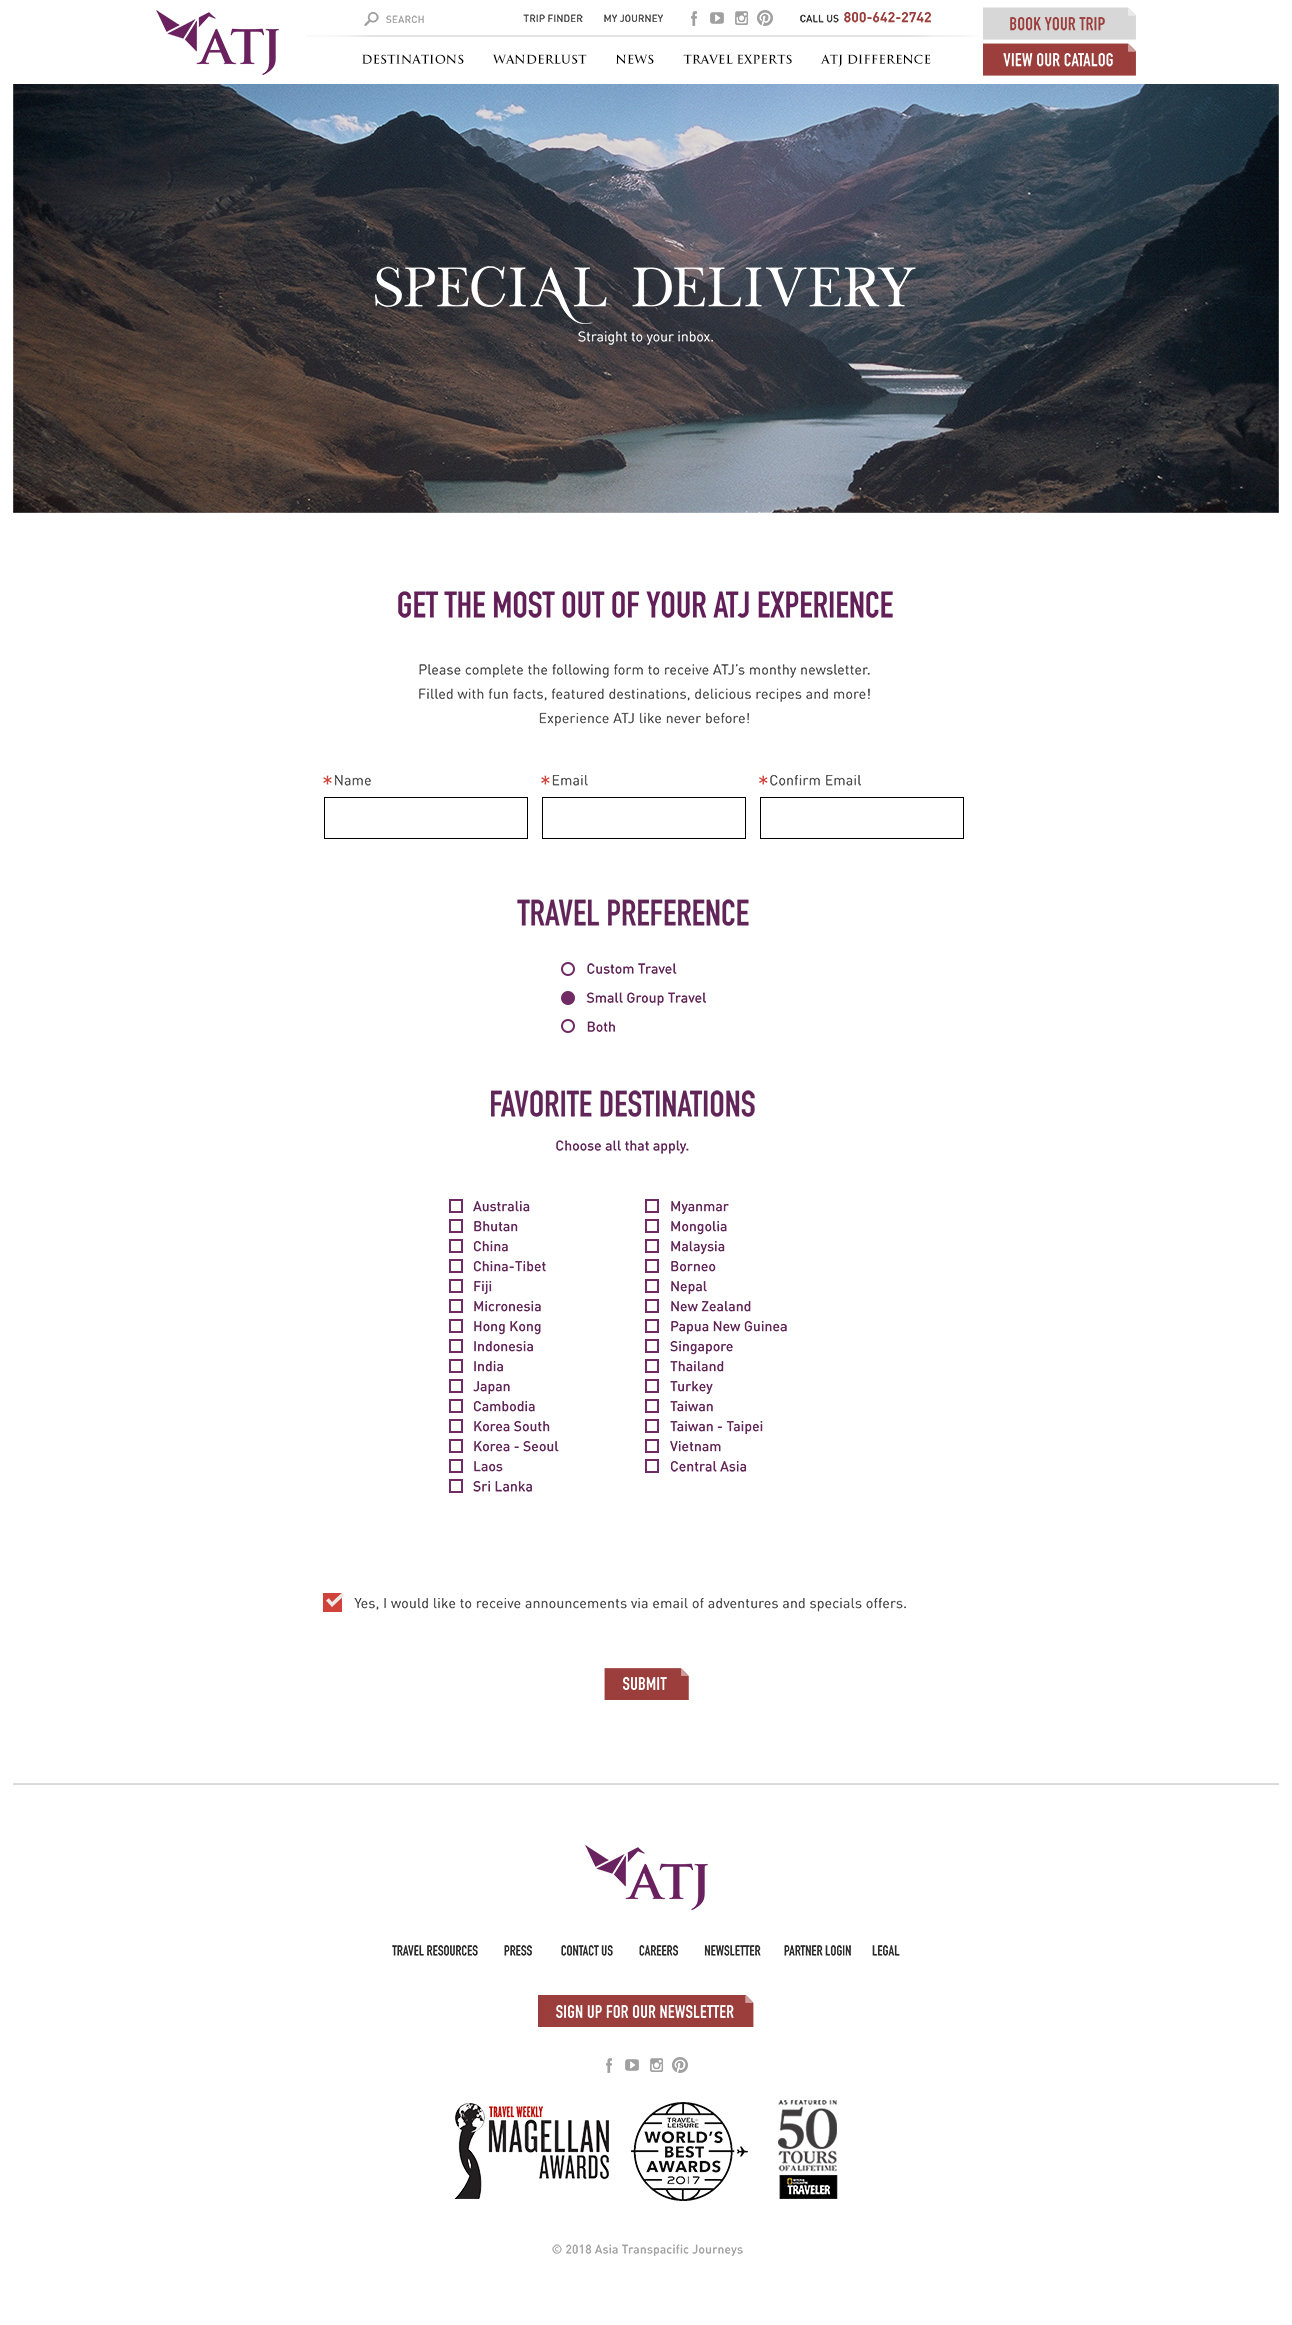 ATJ
SEARCH
TRIP FINDER
MY JOURNEY
CALL US 800-642-2742
BOOK YOUR TRIP
DESTINATIONS
WANDERLUST
NEWS
TRAVEL EXPERTS
ATJ DIFFERENCE
VIEW OUR CATALOG
SPECIAL DELIVERY
Straight to your inbox.
GET THE MOST OUT OF YOUR ATJ EXPERIENCE
Please complete the following form to receive ATJ's monthy newsletter.
Filled with fun facts, featured destinations, delicious recipes and more!
Experience ATJ like never before!
*Name
*Email
*Confirm Email
TRAVEL PREFERENCE
Custom Travel
Small Group Travel
Both
FAVORITE DESTINATIONS
Choose all that apply.
Australia
Bhutan
China
China-Tibet
Fiji
Micronesia
Hong Kong
Indonesia
India
Japan
Cambodia
Korea South
Korea - Seoul
Laos
Sri Lanka
Myanmar
Mongolia
Malaysia
Borneo
Nepal
New Zealand
Papua New Guinea
Singapore
Thailand
Turkey
Taiwan
Taiwan - Taipei
Vietnam
Central Asia
Yes, I would like to receive announcements via email of adventures and specials offers.
SUBMIT
ATJ
TRAVEL RESOURCES
PRESS
CONTACT US
CAREERS
NEWSLETTER
PARTNER LOGIN
LEGAL
SIGN UP FOR OUR NEWSLETTER
TRAVEL WEEKLY
MAGELLAN
AWARDS
TRAVEL+
LEISURE
WORLD'S
BEST
AWARDS
2017
AS FEATURED IN
50
TOURS
OF A LIFETIME
TRAVELER
© 2018 Asia Transpacific Journeys